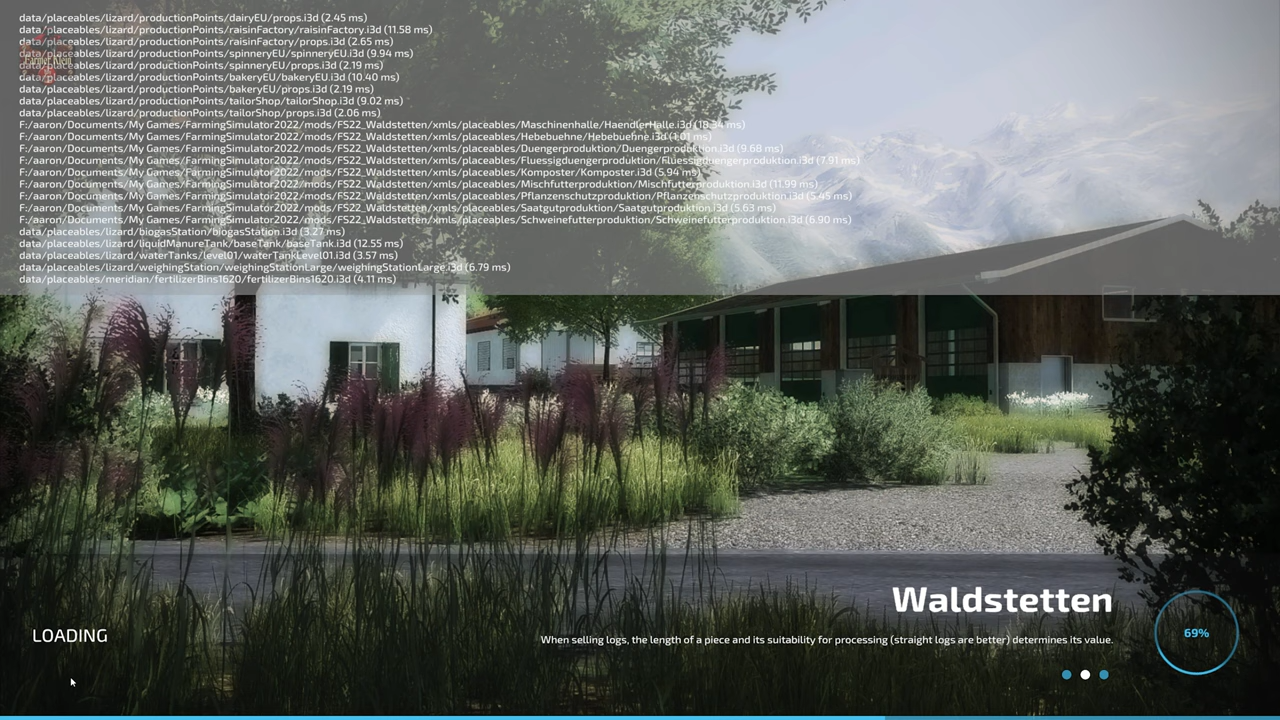 data/placeables/lizard/productionPoints/dairyEU/props.i3d (2.45 ms)
data/placeables/lizard/productionPoints/raisinFactory/raisinFactory.i3d (11.58 ms)
data/placeables/lizard/productionPoints/raisinFactory/props.i3d (2.65 ms)
data/placeables/lizard/productionPoints/spinneryEU/spinneryEU.i3d (9.94 ms)
data/placeables/lizard/productionPoints/spinneryEU/props.i3d (2.19 ms)
data/placeables/lizard/productionPoints/bakeryEU/bakeryEU.i3d (10.40 ms)
data/placeables/lizard/productionPoints/bakeryEU/props.i3d (2.19 ms)
data/placeables/lizard/productionPoints/tailorShop/tailorShop.i3d (9.02 ms)
data/placeables/lizard/productionPoints/tailorShop/props.i3d (2.06 ms)
F:/aaron/Documents/My Games/FarmingSimulator2022/mods/FS22_Waldstetten/xmls/placeables/Maschinenhalle/HaendlerHalle.i3d (18.34 ms)
F:/aaron/Documents/My Games/FarmingSimulator2022/mods/FS22_Waldstetten/xmls/placeables/Hebebuehne/Hebebuehne.i3d (1.01 ms)
F:/aaron/Documents/My Games/FarmingSimulator2022/mods/FS22_Waldstetten/xmls/placeables/Duengerproduktion/Duengerproduktion.i3d (9.68 ms)
F:/aaron/Documents/My Games/FarmingSimulator2022/mods/FS22_Waldstetten/xmls/placeables/Fluessigduengerproduktion/Fluessigduengerproduktion.i3d (7.91 ms)
F:/aaron/Documents/My Games/FarmingSimulator2022/mods/FS22_Waldstetten/xmls/placeables/Komposter/Komposter.i3d (5.94 ms)
F:/aaron/Documents/My Games/FarmingSimulator2022/mods/FS22_Waldstetten/xmls/placeables/Mischfutterproduktion/Mischfutterproduktion.i3d (11.99 ms)
F:/aaron/Documents/My Games/FarmingSimulator2022/mods/FS22_Waldstetten/xmls/placeables/Pflanzenschutzproduktion/Pflanzenschutzproduktion.i3d (5.45 ms)
F:/aaron/Documents/My Games/FarmingSimulator2022/mods/FS22_Waldstetten/xmls/placeables/Saatgutproduktion/Saatgutproduktion.i3d (5.63 ms)
F:/aaron/Documents/My Games/FarmingSimulator2022/mods/FS22_Waldstetten/xmls/placeables/Schweinefutterproduktion/Schweinefutterproduktion.i3d (6.90 ms)
data/placeables/lizard/biogasStation/biogasStation.i3d (3.27 ms)
data/placeables/lizard/liquidManureTank/baseTank/baseTank.i3d (12.55 ms)
data/placeables/lizard/waterTanks/level01/waterTankLevel01.i3d (3.57 ms)
data/placeables/lizard/weighingStation/weighingStationLarge/weighingStationLarge.i3d (6.79 ms)
data/placeables/meridian/fertilizerBins1620/fertilizerBins1620.i3d (4.11 ms)
Waldstetten
LOADING
When selling logs, the length of a piece and its suitability for processing (straight logs are better) determines its value.
69%